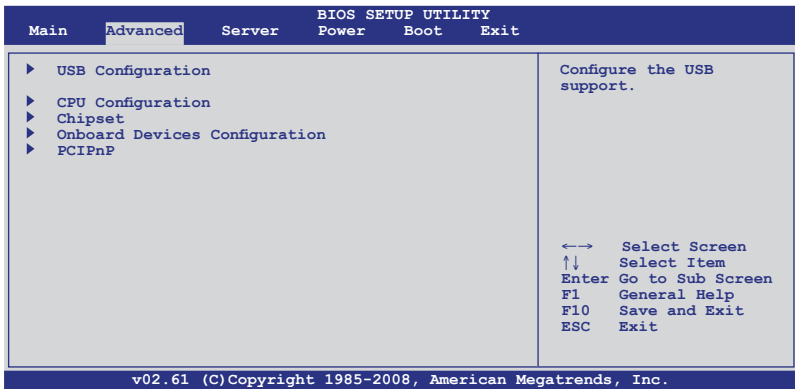 BIOS SETUP UTILITY
Main Advanced Server Power Boot Exit
USB Configuration
CPU Configuration
Chipset
Onboard Devices Configuration
PCIPnP
Configure the USB
support.
←→ Select Screen
↑↓ Select Item
Enter Go to Sub Screen
F1 General Help
F10 Save and Exit
ESC Exit
v02.61 (C)Copyright 1985-2008, American Megatrends, Inc.